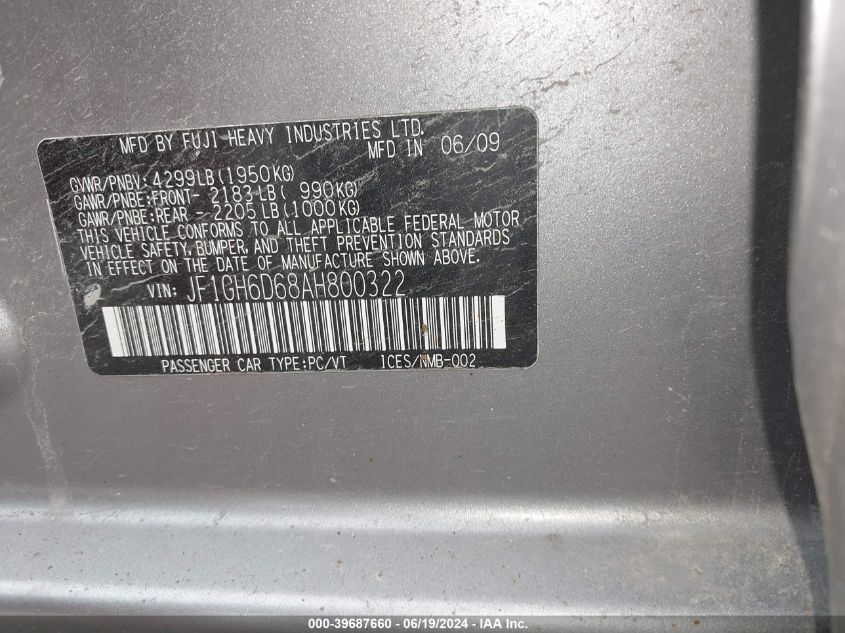 MFD BY FUJI HEAVY INDUSTRIES LTD.
MFD IN 06/09
GVWR/PNBV: 4299LB(1950KG)
GAWR/PNBE:FRONT- 2183LB( 990KG)
GAWR/PNBE:REAR - 2205LB(1000KG)
THIS VEHICLE CONFORMS TO ALL APPLICABLE FEDERAL MOTOR
VEHICLE SAFETY, BUMPER, AND THEFT PREVENTION STANDARDS
IN EFFECT ON THE DATE OF MANUFACTURE SHOWN ABOVE.
VIN: JF1GH6D68AH800322
PASSENGER CAR TYPE:PC/VT ICES/NMB-002
000-39687660 - 06/19/2024 - IAA Inc.